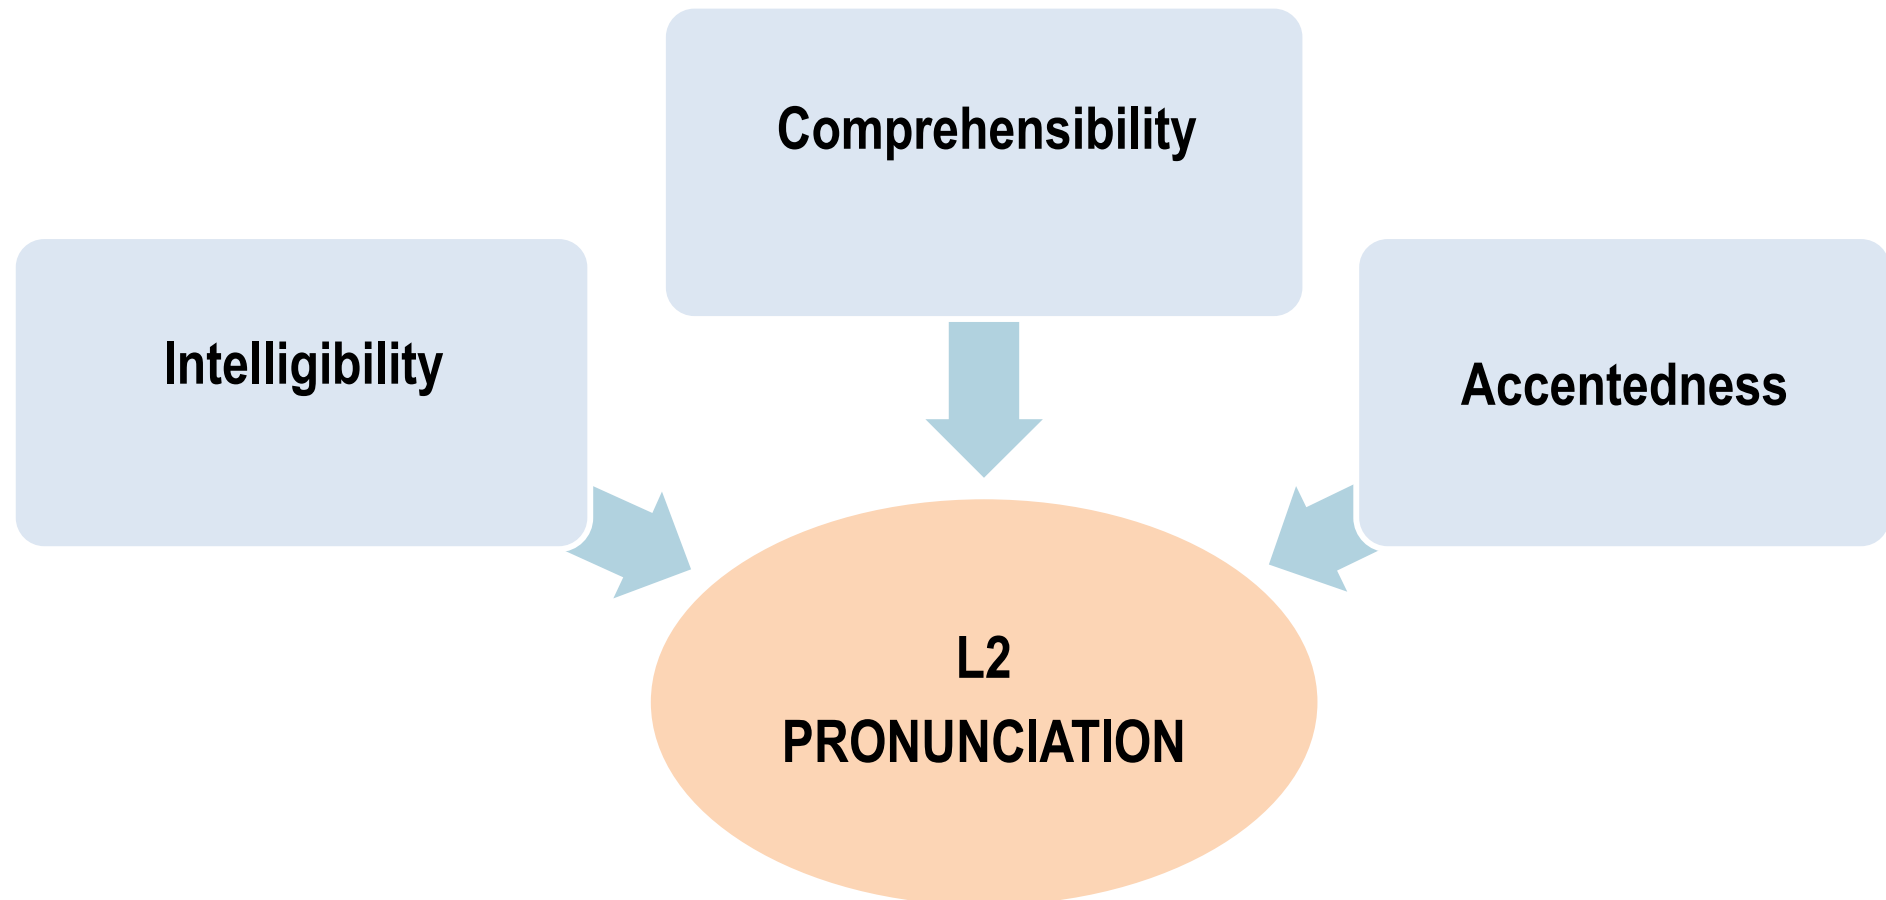 Comprehensibility
Intelligibility
Accentedness
L2
PRONUNCIATION